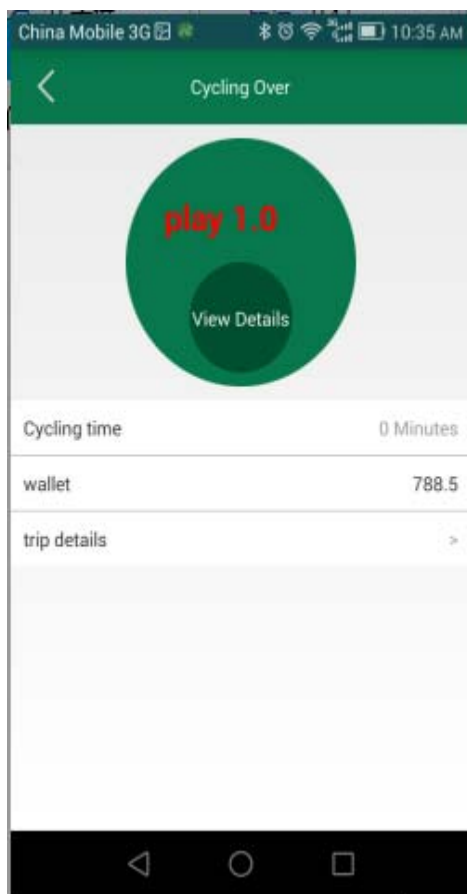 China Mobile 3G 10:35 AM
Cycling Over
play 1.0
View Details
Cycling time 0 Minutes
wallet 788.5
trip details >